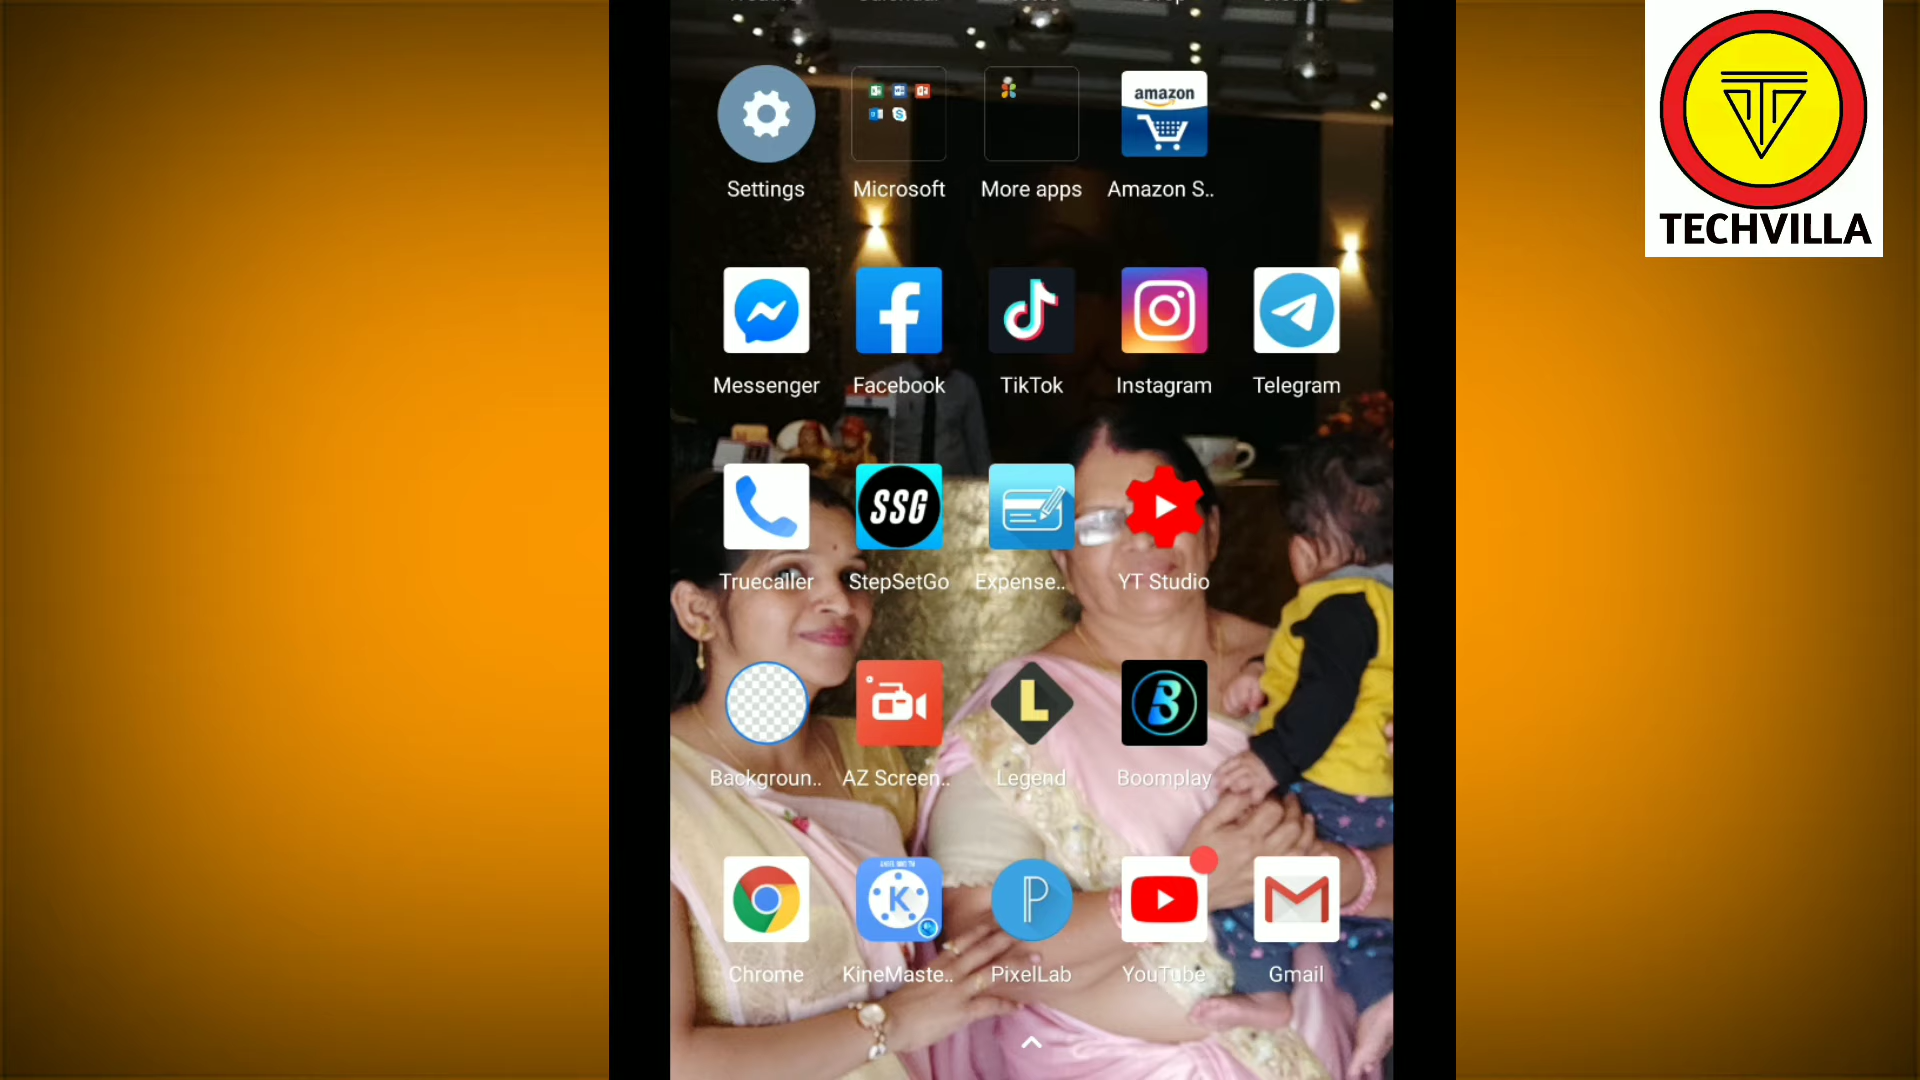 Settings
Microsoft
More apps
amazon
Amazon S..
TECHVILLA
Messenger
Facebook
TikTok
Instagram
Telegram
SSG
Truecaller
StepSetGo
Expense..
YT Studio
L
B
Backgroun..
AZ Screen..
Legend
Boomplay
K
P
Chrome
KineMaste..
PixelLab
YouTube
Gmail